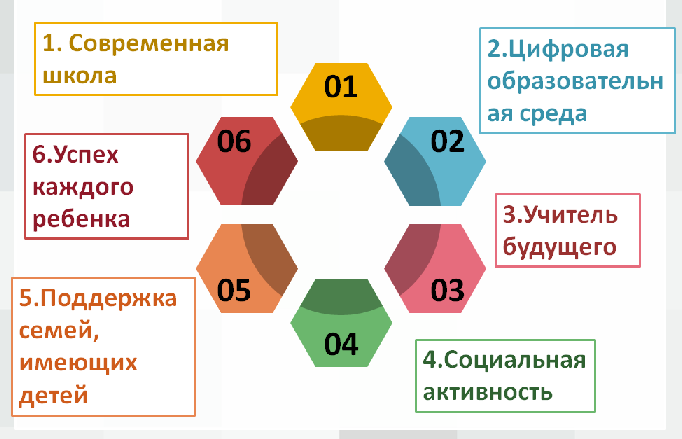 1. Современная
школа
01
2.Цифровая
образовательн
ая среда
02
3.Учитель
будущего
03
4.Социальная
активность
04
5.Поддержка
семей,
имеющих
детей
05
6.Успех
каждого
ребенка
06